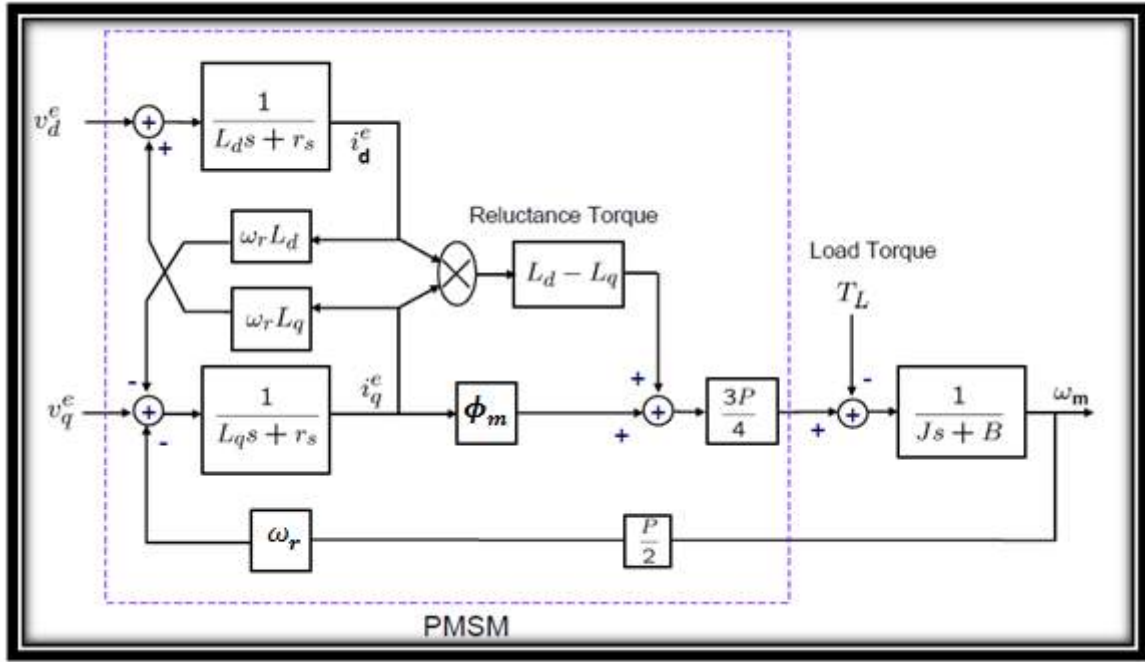 v_d^e
+
+
1
L_d s + r_s
i_d^e
ω_r L_d
ω_r L_q
Reluctance Torque
L_d − L_q
Load Torque
T_L
v_q^e
-
+
-
1
L_q s + r_s
i_q^e
ϕ_m
+
+
+
3P
4
-
+
+
1
Js + B
ω_m
ω_r
P
2
PMSM